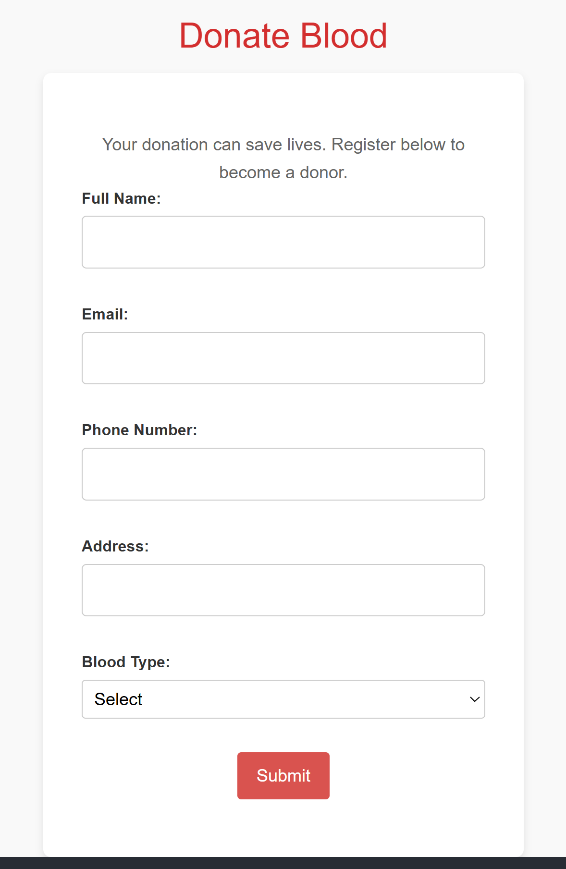 Donate Blood
Your donation can save lives. Register below to
become a donor.
Full Name:
Email:
Phone Number:
Address:
Blood Type:
Select
Submit